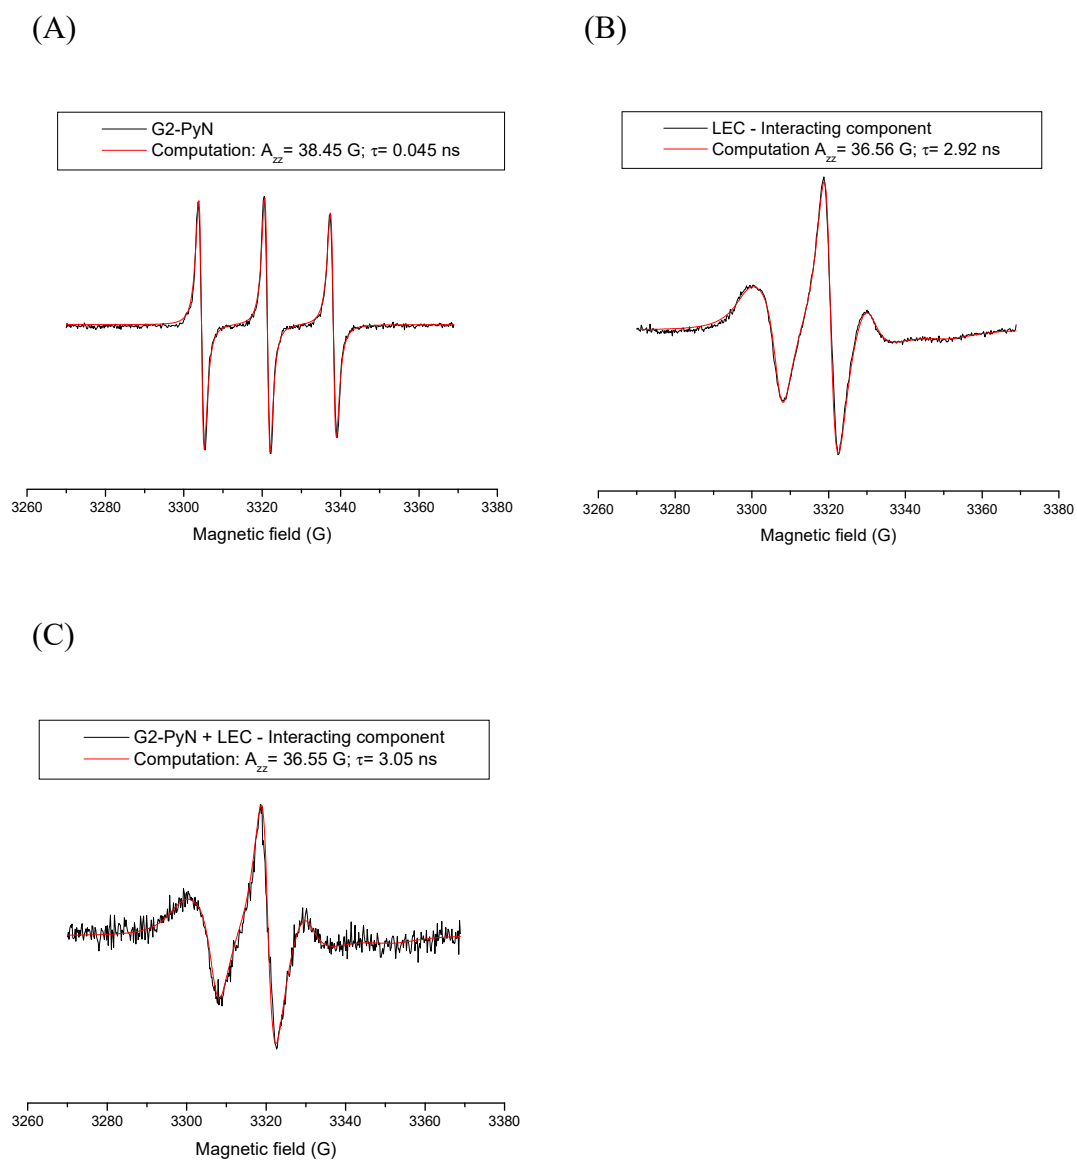 (A)
(B)
G2-PyN
Computation: Azz= 38.45 G; τ= 0.045 ns
LEC - Interacting component
Computation Azz= 36.56 G; τ= 2.92 ns
3260 3280 3300 3320 3340 3360 3380
Magnetic field (G)
3260 3280 3300 3320 3340 3360 3380
Magnetic field (G)
(C)
G2-PyN + LEC - Interacting component
Computation: Azz= 36.55 G; τ= 3.05 ns
3260 3280 3300 3320 3340 3360 3380
Magnetic field (G)